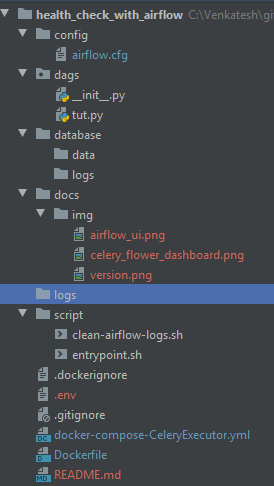 health_check_with_airflow C:\Venkatesh\gi
config
airflow.cfg
dags
__init__.py
tut.py
database
data
logs
docs
img
airflow_ui.png
celery_flower_dashboard.png
version.png
logs
script
clean-airflow-logs.sh
entrypoint.sh
.dockerignore
.env
.gitignore
docker-compose-CeleryExecutor.yml
Dockerfile
README.md